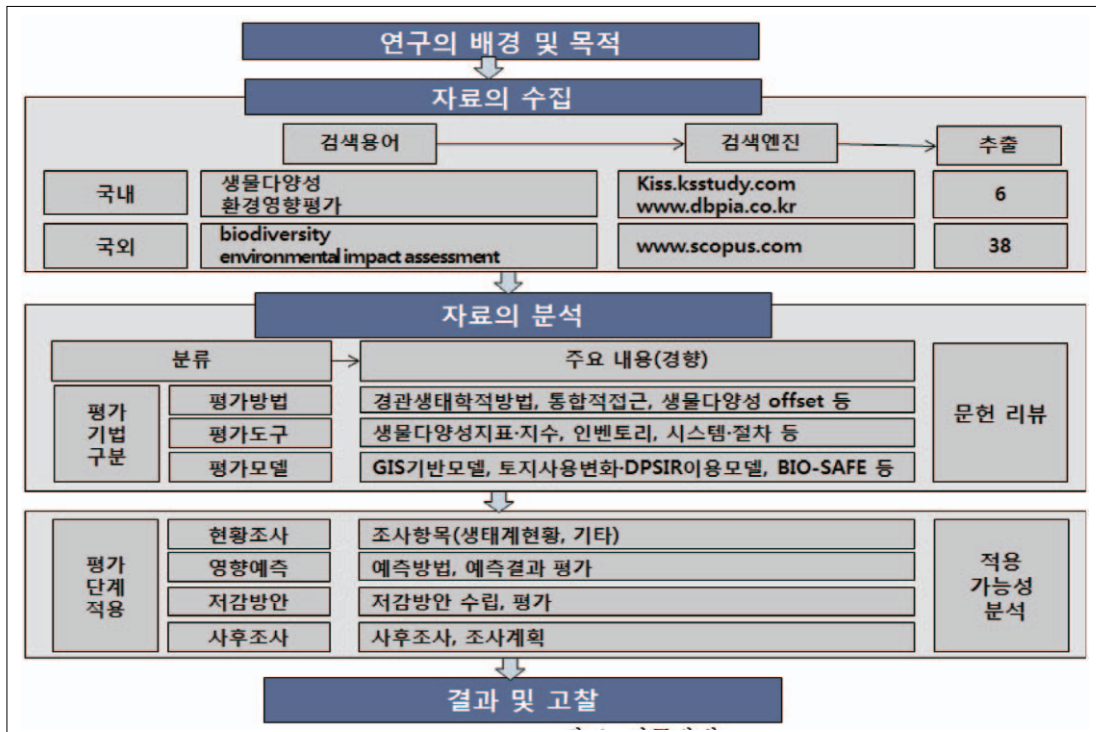 연구의 배경 및 목적
자료의 수집
검색용어 검색엔진 추출
국내 생물다양성 환경영향평가 Kiss.ksstudy.com www.dbpia.co.kr 6
국외 biodiversity environmental impact assessment www.scopus.com 38
자료의 분석
분류 주요 내용(경향)
평가 기법 구분
평가방법 경관생태학적방법, 통합적접근, 생물다양성 offset 등
평가도구 생물다양성지표·지수, 인벤토리, 시스템·절차 등
평가모델 GIS기반모델, 토지사용변화·DPSIR이용모델, BIO-SAFE 등
문헌 리뷰
평가 단계 적용
현황조사 조사항목(생태계현황, 기타)
영향예측 예측방법, 예측결과 평가
저감방안 저감방안 수립, 평가
사후조사 사후조사, 조사계획
적용 가능성 분석
결과 및 고찰